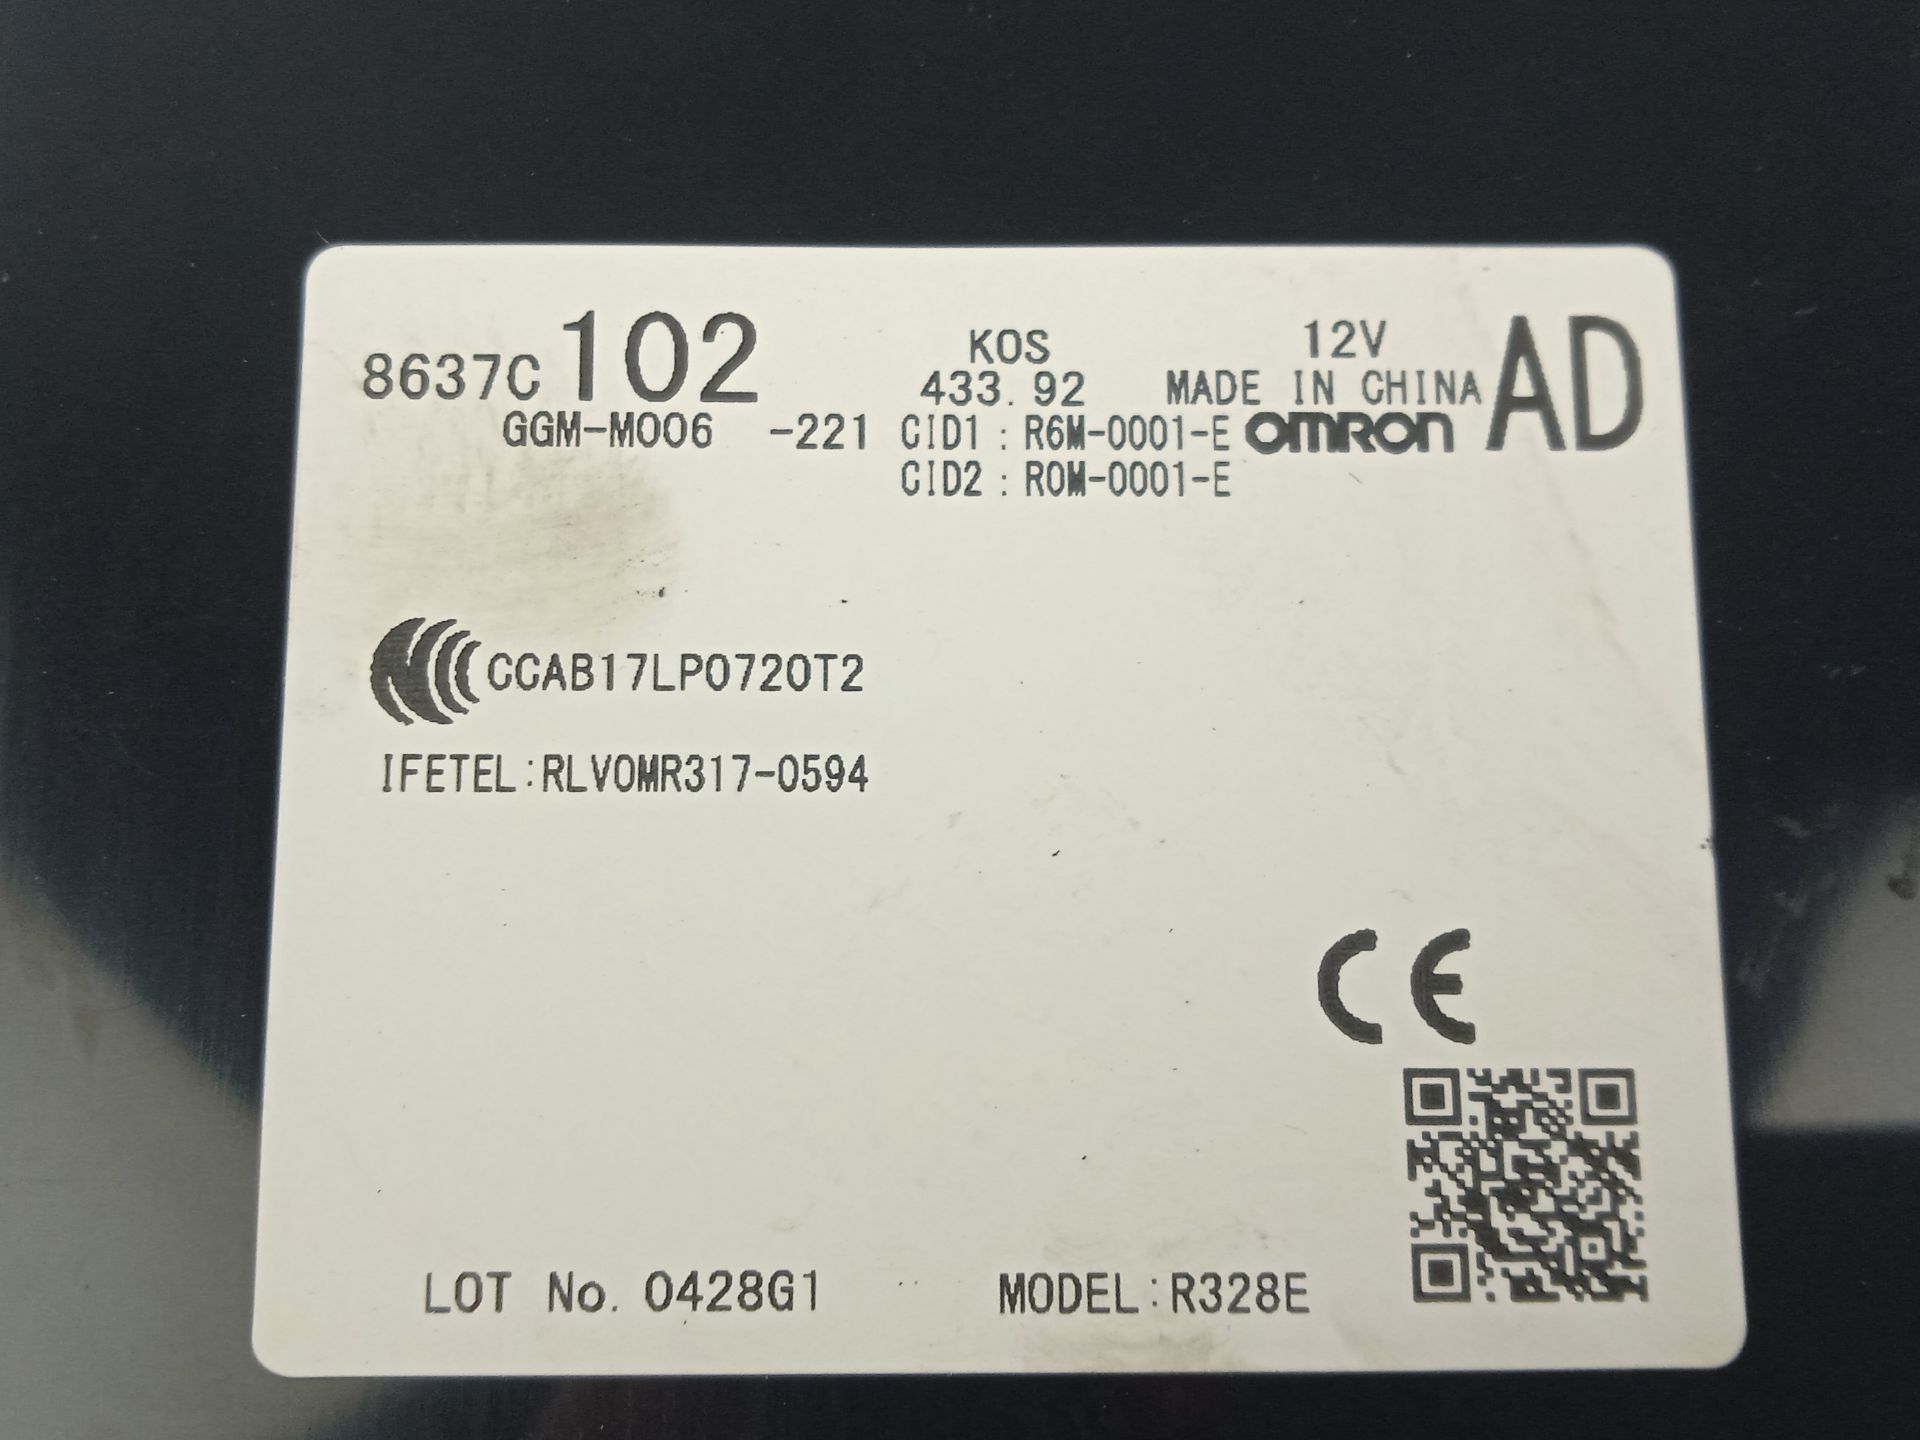 8637C 102 KOS 12V AD
433.92 MADE IN CHINA
GGM-M006 -221 CID1 : R6M-0001-E OMRON
CID2 : R0M-0001-E
CCAB17LP0720T2
IFETEL:RLVOMR317-0594
CE
LOT No. 0428G1 MODEL:R328E